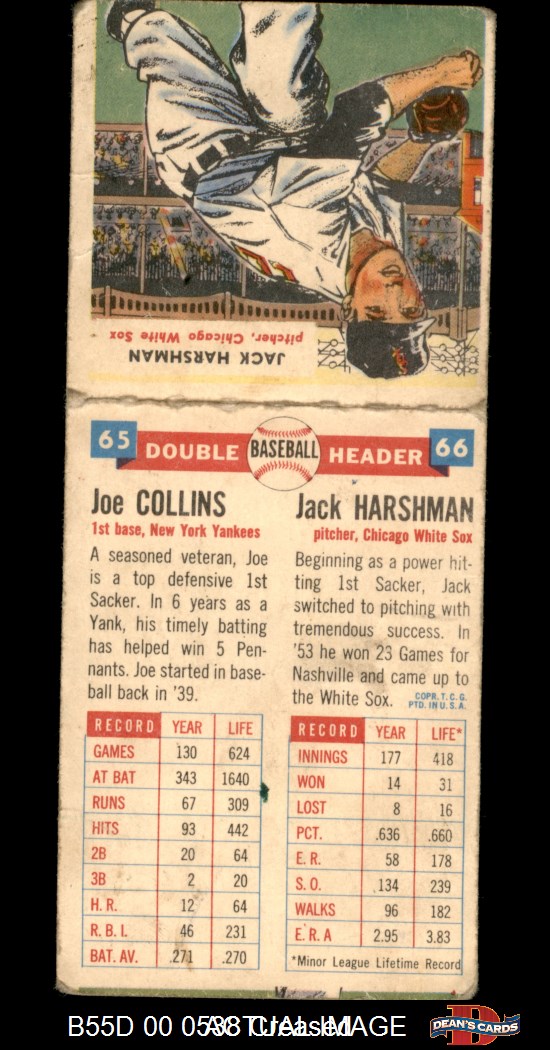 JACK HARSHMAN
pitcher, Chicago White Sox
65 DOUBLE BASEBALL HEADER 66
Joe COLLINS
1st base, New York Yankees
A seasoned veteran, Joe
is a top defensive 1st
Sacker. In 6 years as a
Yank, his timely batting
has helped win 5 Pen-
nants. Joe started in base-
ball back in '39.
RECORD YEAR LIFE
GAMES 130 624
AT BAT 343 1640
RUNS 67 309
HITS 93 442
2B 20 64
3B 2 20
H. R. 12 64
R. B. I. 46 231
BAT. AV. .271 .270
Jack HARSHMAN
pitcher, Chicago White Sox
Beginning as a power hit-
ting 1st Sacker, Jack
switched to pitching with
tremendous success. In
'53 he won 23 Games for
Nashville and came up to
the White Sox.
COPR. T. C. G.
PTD. IN U. S. A.
RECORD YEAR LIFE*
INNINGS 177 418
WON 14 31
LOST 8 16
PCT. .636 .660
E. R. 58 178
S. O. 134 239
WALKS 96 182
E. R. A 2.95 3.83
*Minor League Lifetime Record
B55D 00 0538 ACTUAL IMAGE
D
DEAN'S CARDS